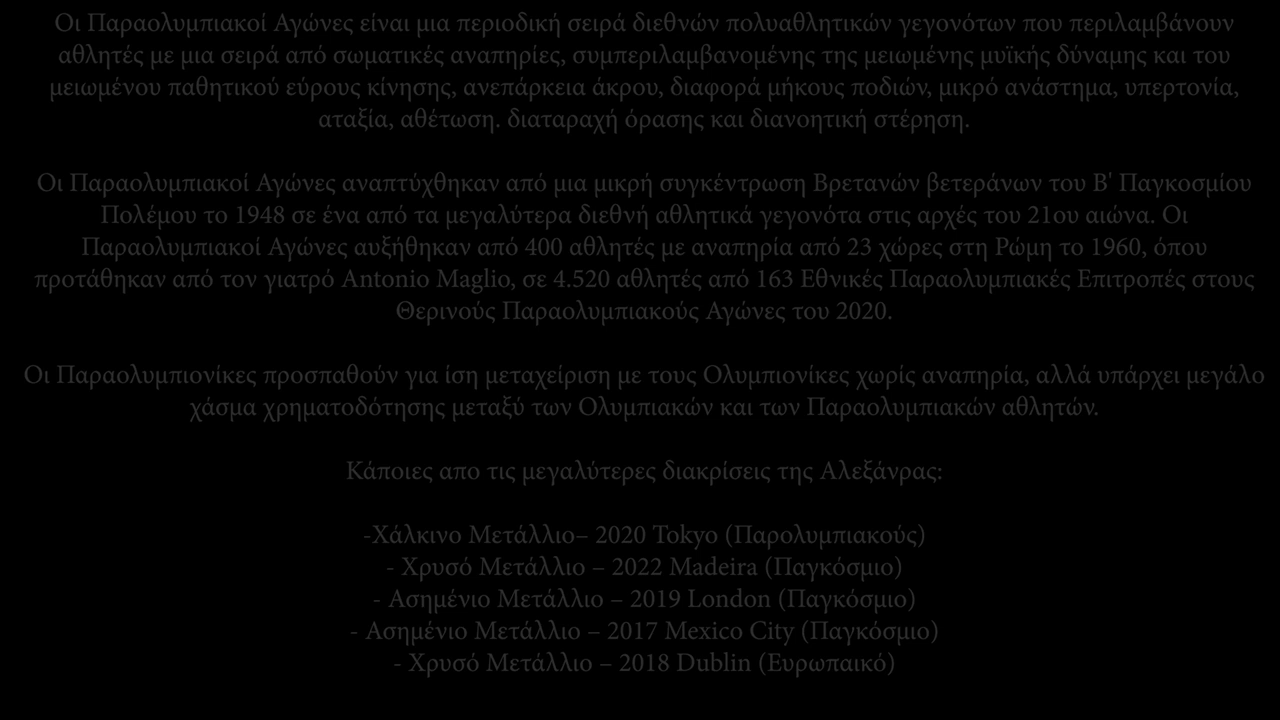 Οι Παραολυμπιακοί Αγώνες είναι μια περιοδική σειρά διεθνών πολυαθλητικών γεγονότων που περιλαμβάνουν
αθλητές με μια σειρά από σωματικές αναπηρίες, συμπεριλαμβανομένης της μειωμένης μυϊκής δύναμης και του
μειωμένου παθητικού εύρους κίνησης, ανεπάρκεια άκρου, διαφορά μήκους ποδιών, μικρό ανάστημα, υπερτονία,
αταξία, αθέτωση. διαταραχή όρασης και διανοητική στέρηση.
Οι Παραολυμπιακοί Αγώνες αναπτύχθηκαν από μια μικρή συγκέντρωση Βρετανών βετεράνων του Β' Παγκοσμίου
Πολέμου το 1948 σε ένα από τα μεγαλύτερα διεθνή αθλητικά γεγονότα στις αρχές του 21ου αιώνα. Οι
Παραολυμπιακοί Αγώνες αυξήθηκαν από 400 αθλητές με αναπηρία από 23 χώρες στη Ρώμη το 1960, όπου
προτάθηκαν από τον γιατρό Antonio Maglio, σε 4.520 αθλητές από 163 Εθνικές Παραολυμπιακές Επιτροπές στους
Θερινούς Παραολυμπιακούς Αγώνες του 2020.
Οι Παραολυμπιονίκες προσπαθούν για ίση μεταχείριση με τους Ολυμπιονίκες χωρίς αναπηρία, αλλά υπάρχει μεγάλο
χάσμα χρηματοδότησης μεταξύ των Ολυμπιακών και των Παραολυμπιακών αθλητών.
Κάποιες απο τις μεγαλύτερες διακρίσεις της Αλεξάνρας:
-Χάλκινο Μετάλλιο– 2020 Tokyo (Παρολυμπιακούς)
- Χρυσό Μετάλλιο – 2022 Madeira (Παγκόσμιο)
- Ασημένιο Μετάλλιο – 2019 London (Παγκόσμιο)
- Ασημένιο Μετάλλιο – 2017 Mexico City (Παγκόσμιο)
- Χρυσό Μετάλλιο – 2018 Dublin (Ευρωπαικό)